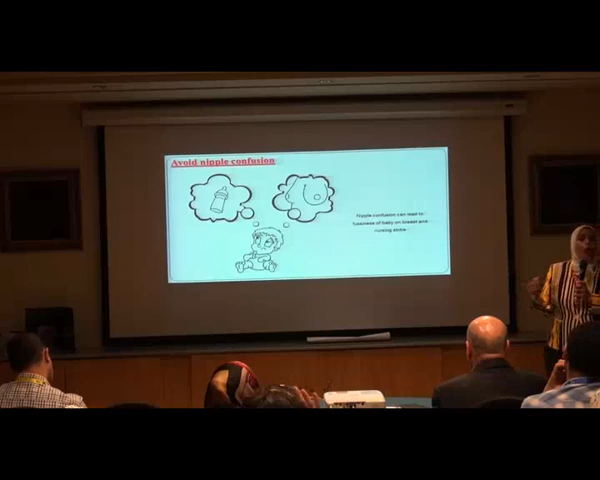 Avoid nipple confusion
Nipple confusion can lead to
fussiness of baby on breast and
nursing strike